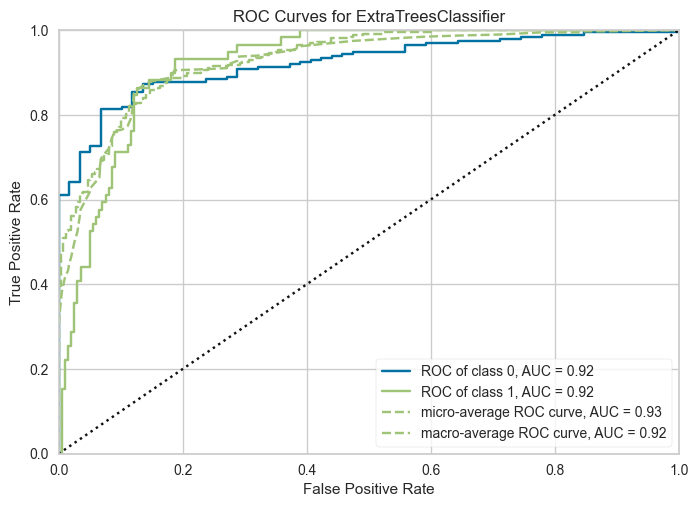 ROC Curves for ExtraTreesClassifier
1.0
0.8
0.6
0.4
0.2
0.0
True Positive Rate
ROC of class 0, AUC = 0.92
ROC of class 1, AUC = 0.92
micro-average ROC curve, AUC = 0.93
macro-average ROC curve, AUC = 0.92
0.0 0.2 0.4 0.6 0.8 1.0
False Positive Rate